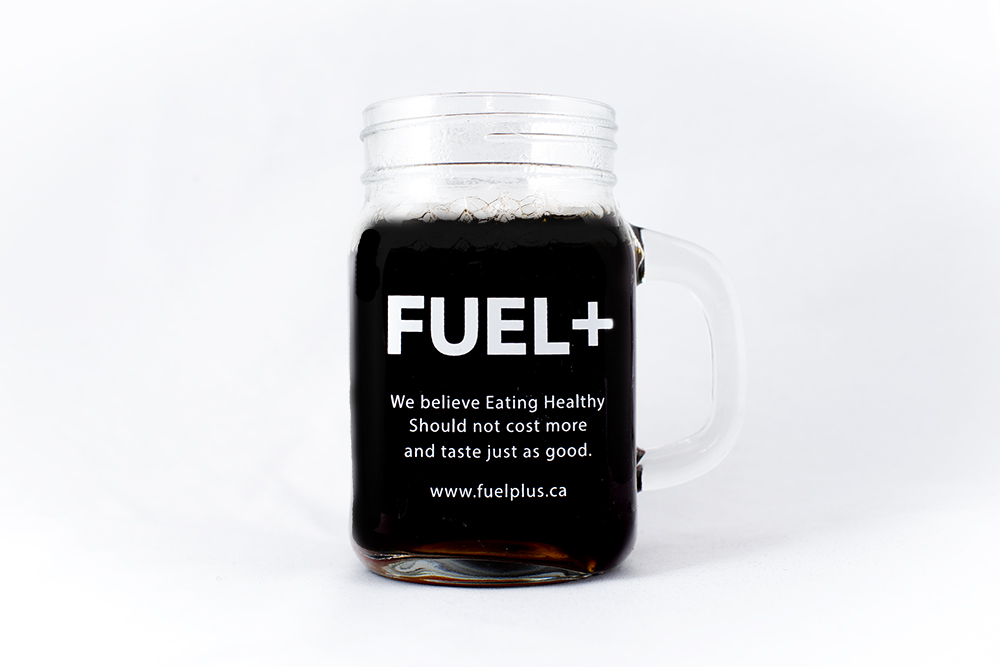 FUEL+
We believe Eating Healthy
Should not cost more
and taste just as good.
www.fuelplus.ca